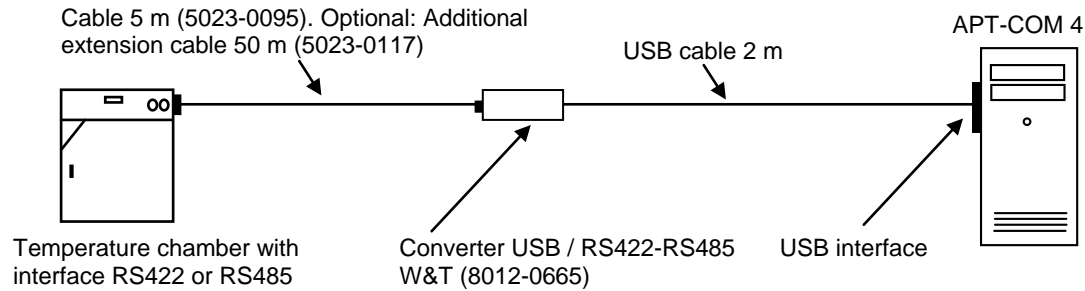 Cable 5 m (5023-0095). Optional: Additional
extension cable 50 m (5023-0117)
USB cable 2 m
APT-COM 4
Temperature chamber with
interface RS422 or RS485
Converter USB / RS422-RS485
W&T (8012-0665)
USB interface